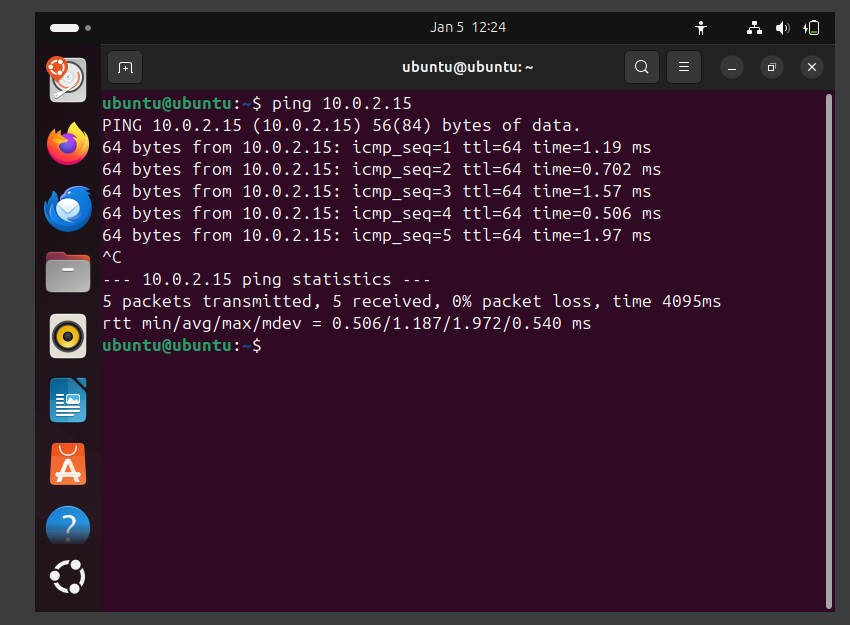 Jan 5 12:24
ubuntu@ubuntu: ~
ubuntu@ubuntu:~$ ping 10.0.2.15
PING 10.0.2.15 (10.0.2.15) 56(84) bytes of data.
64 bytes from 10.0.2.15: icmp_seq=1 ttl=64 time=1.19 ms
64 bytes from 10.0.2.15: icmp_seq=2 ttl=64 time=0.702 ms
64 bytes from 10.0.2.15: icmp_seq=3 ttl=64 time=1.57 ms
64 bytes from 10.0.2.15: icmp_seq=4 ttl=64 time=0.506 ms
64 bytes from 10.0.2.15: icmp_seq=5 ttl=64 time=1.97 ms
^C
--- 10.0.2.15 ping statistics ---
5 packets transmitted, 5 received, 0% packet loss, time 4095ms
rtt min/avg/max/mdev = 0.506/1.187/1.972/0.540 ms
ubuntu@ubuntu:~$